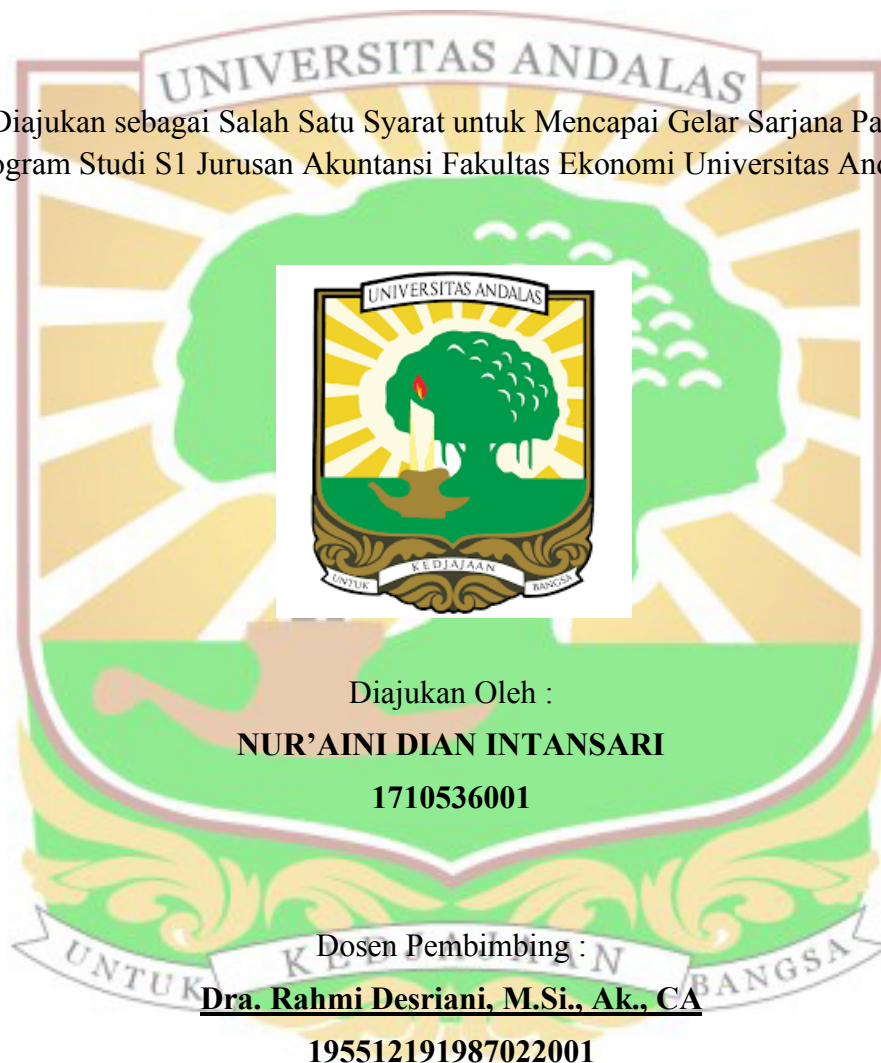 UNIVERSITAS ANDALAS
Diajukan sebagai Salah Satu Syarat untuk Mencapai Gelar Sarjana Pa
ogram Studi S1 Jurusan Akuntansi Fakultas Ekonomi Universitas And
UNIVERSITAS ANDALAS
UNTUK KEDJAJAAN BANGSA
Diajukan Oleh :
NUR’AINI DIAN INTANSARI
1710536001
Dosen Pembimbing :
UNTUK KEDJAJAAN BANGSA
Dra. Rahmi Desriani, M.Si., Ak., CA
195512191987022001